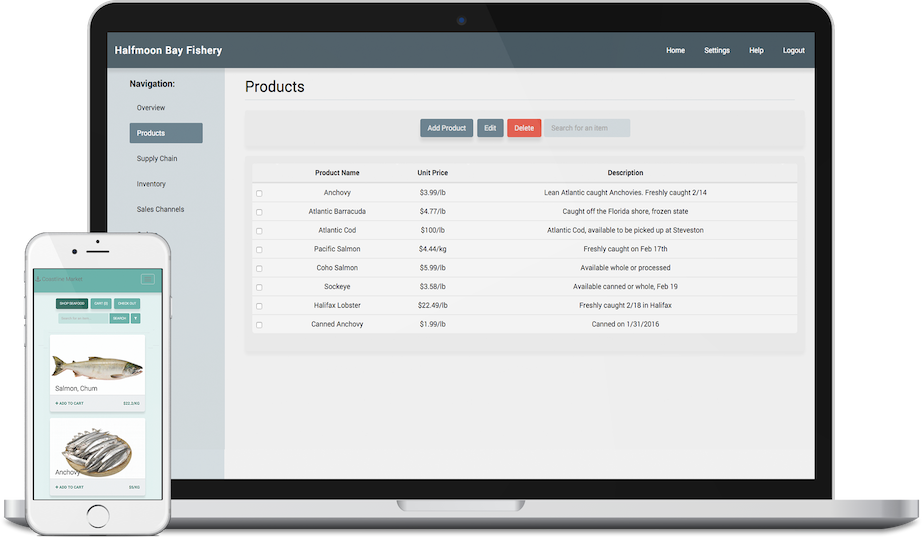 Halfmoon Bay Fishery
Home Settings Help Logout
Navigation:
Overview
Products
Supply Chain
Inventory
Sales Channels
Products
Add Product Edit Delete Search for an item
Product Name Unit Price Description
Anchovy $3.99/lb Lean Atlantic caught Anchovies. Freshly caught 2/14
Atlantic Barracuda $4.77/lb Caught off the Florida shore, frozen state
Atlantic Cod $100/lb Atlantic Cod, available to be picked up at Steveston
Pacific Salmon $4.44/kg Freshly caught on Feb 17th
Coho Salmon $5.99/lb Available whole or processed
Sockeye $3.58/lb Available canned or whole, Feb 19
Halifax Lobster $22.49/lb Freshly caught 2/18 in Halifax
Canned Anchovy $1.99/lb Canned on 1/31/2016
SHOP SEAFOOD CART CHECK OUT
SEARCH
Salmon, Chum
+ ADD TO CART $22.2/KG
Anchovy
+ ADD TO CART $5/KG